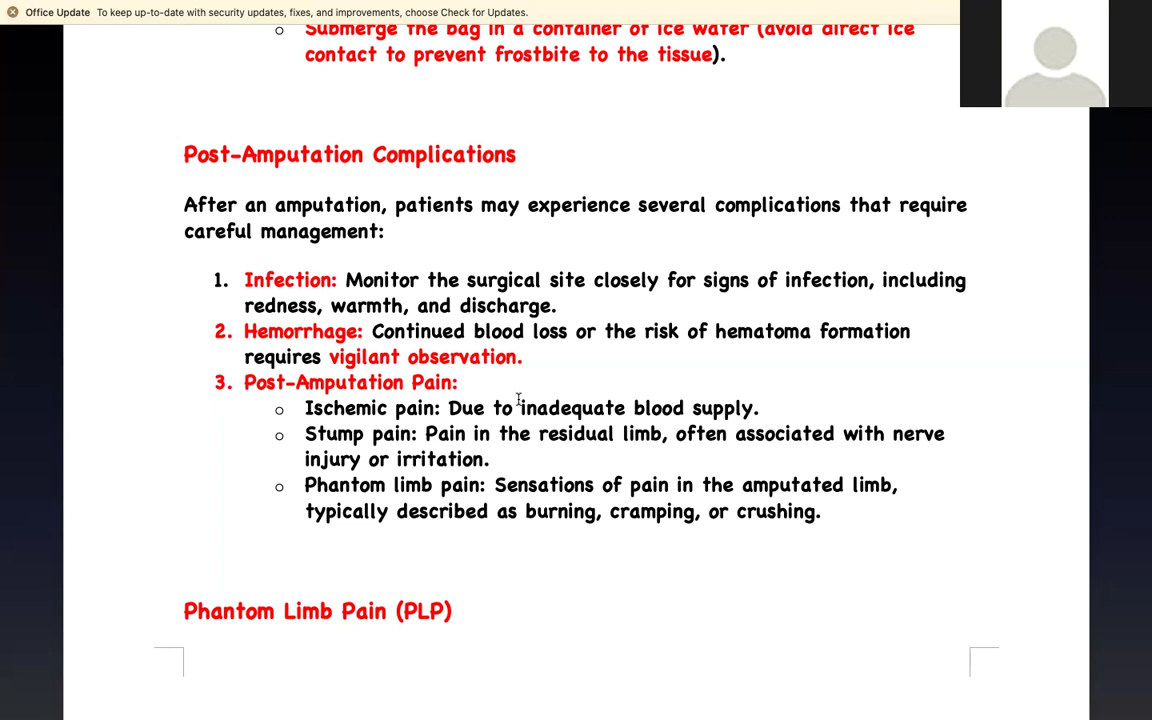 Office Update To keep up-to-date with security updates, fixes, and improvements, choose Check for Updates.
o Submerge the bag in a container of ice water (avoid direct ice
contact to prevent frostbite to the tissue).
Post-Amputation Complications
After an amputation, patients may experience several complications that require
careful management:
1. Infection: Monitor the surgical site closely for signs of infection, including
redness, warmth, and discharge.
2. Hemorrhage: Continued blood loss or the risk of hematoma formation
requires vigilant observation.
3. Post-Amputation Pain:
o Ischemic pain: Due to inadequate blood supply.
o Stump pain: Pain in the residual limb, often associated with nerve
injury or irritation.
o Phantom limb pain: Sensations of pain in the amputated limb,
typically described as burning, cramping, or crushing.
Phantom Limb Pain (PLP)